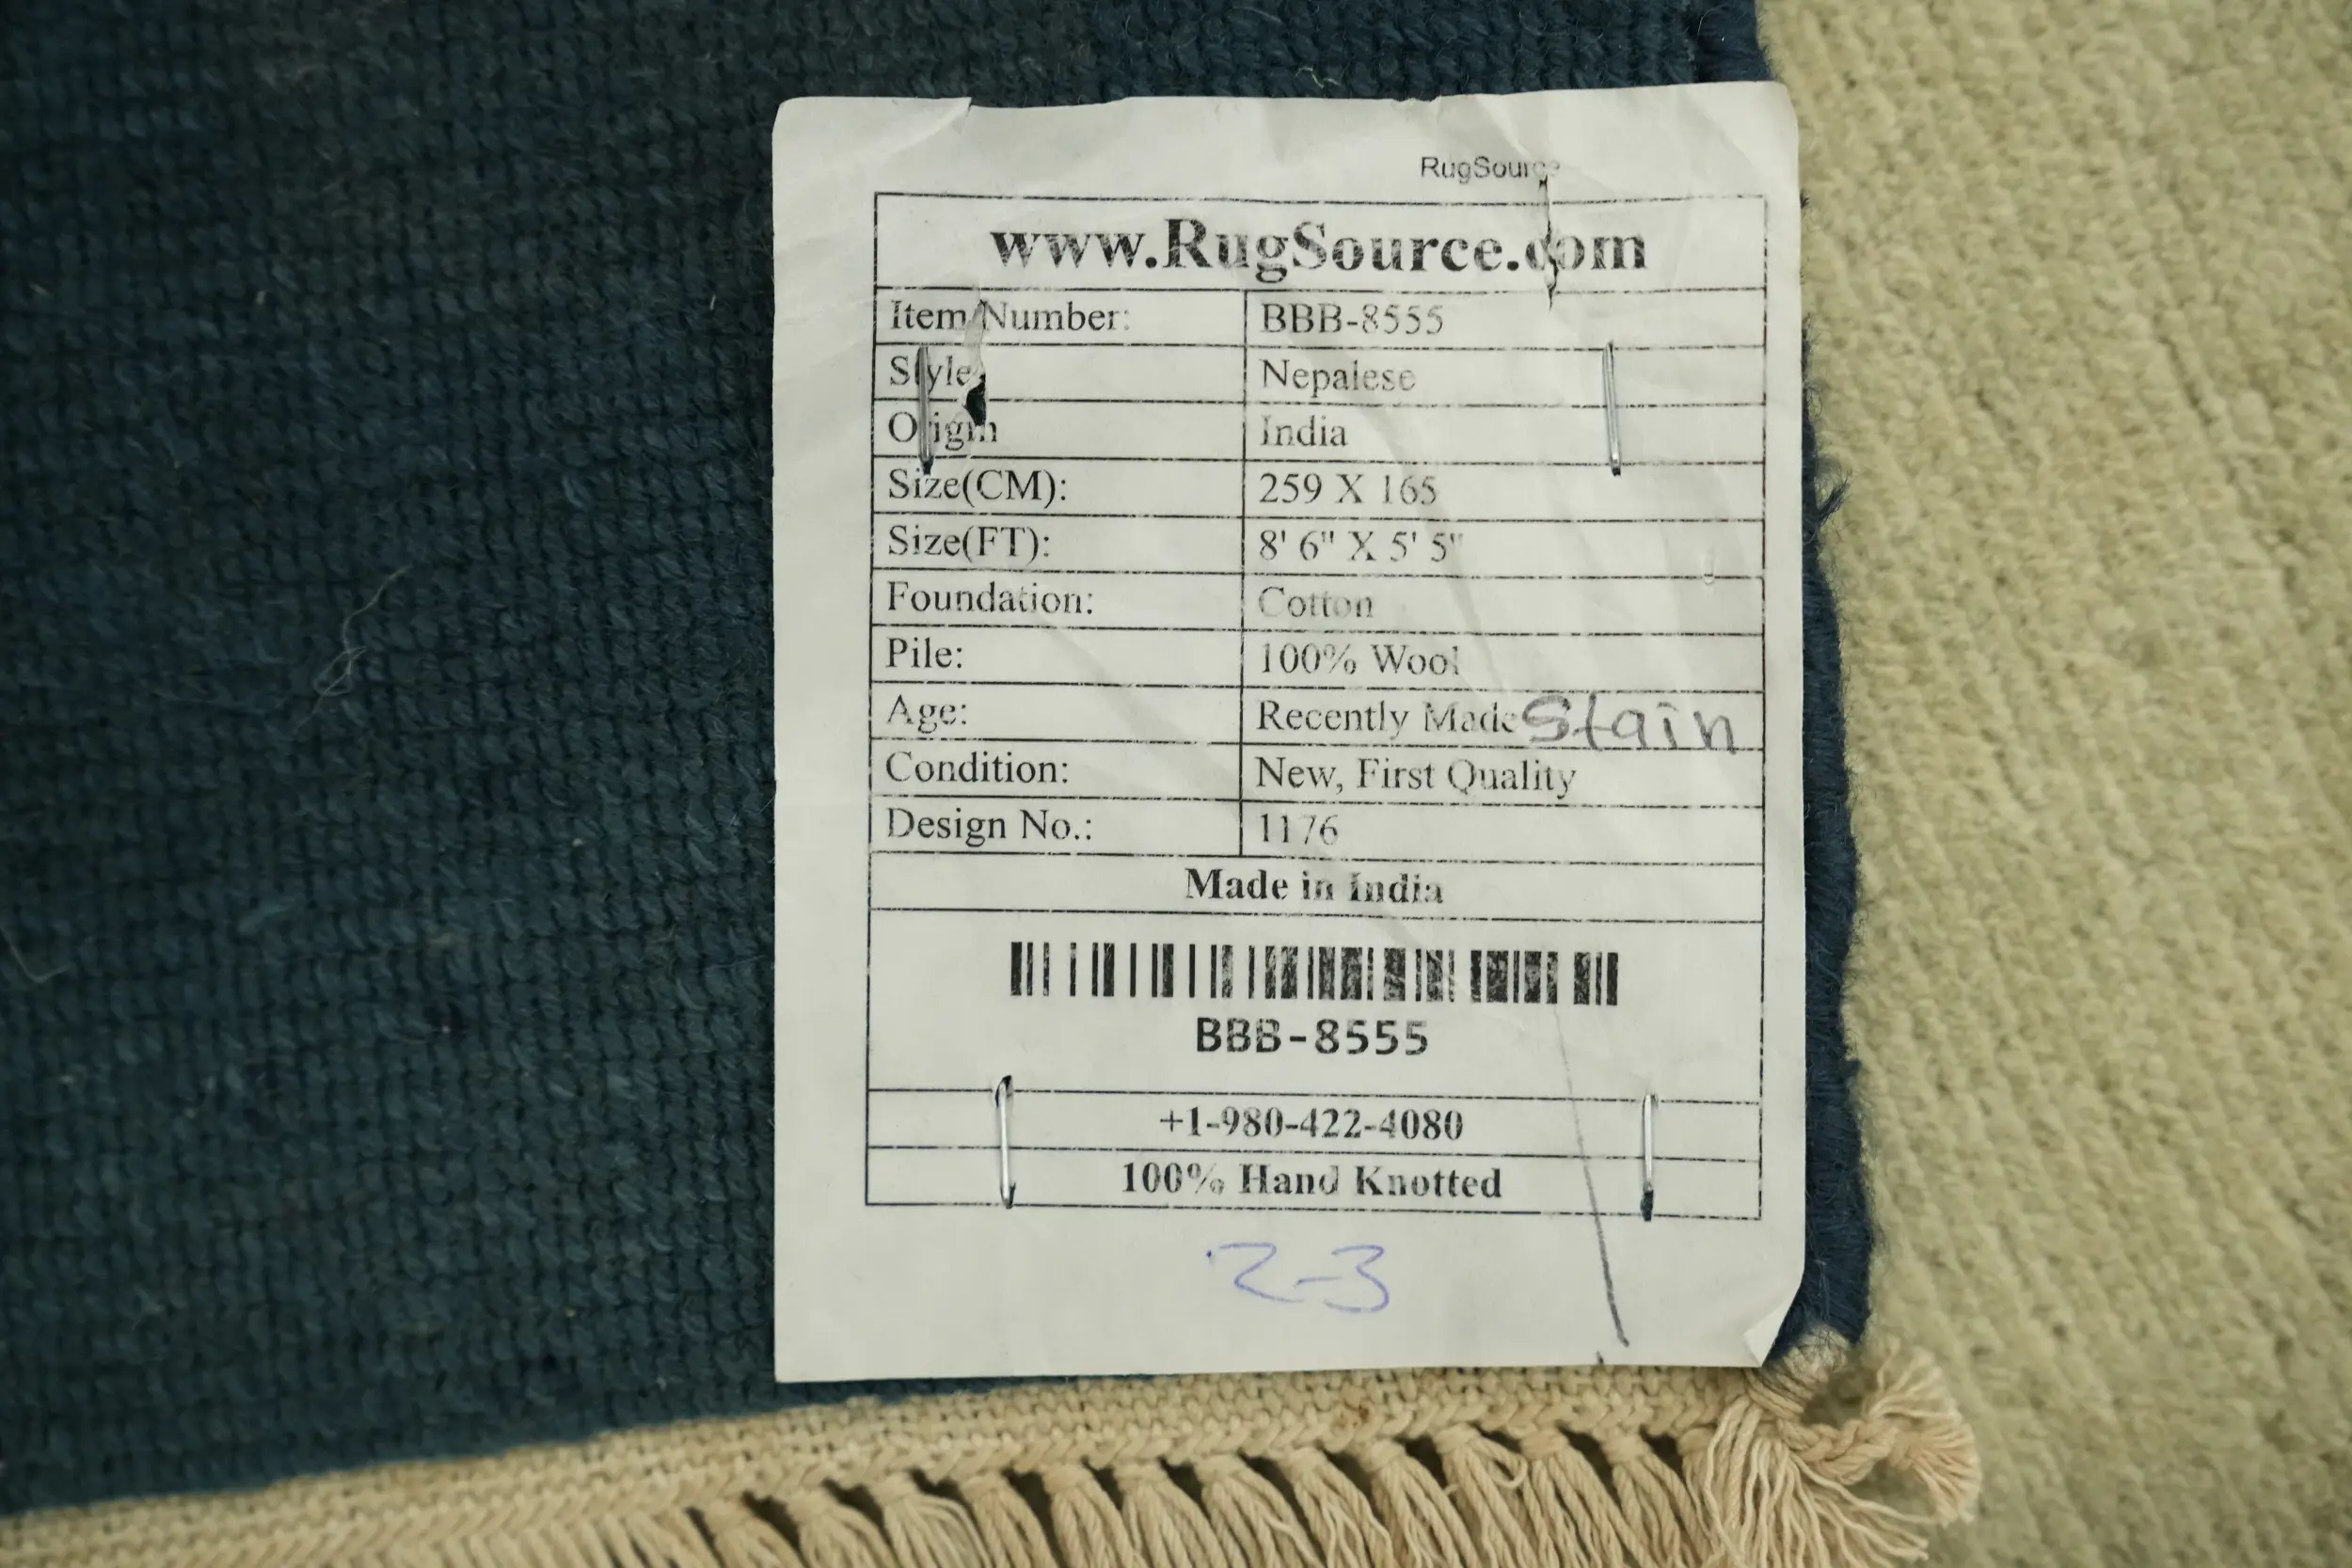 RugSource
www.RugSource.com
Item Number: BBB-8555
Style Nepalese
Origin India
Size(CM): 259 X 165
Size(FT): 8' 6" X 5' 5"
Foundation: Cotton
Pile: 100% Wool
Age: Recently Made Stain
Condition: New, First Quality
Design No.: 1176
Made in India
BBB-8555
+1-980-422-4080
100% Hand Knotted
2-3